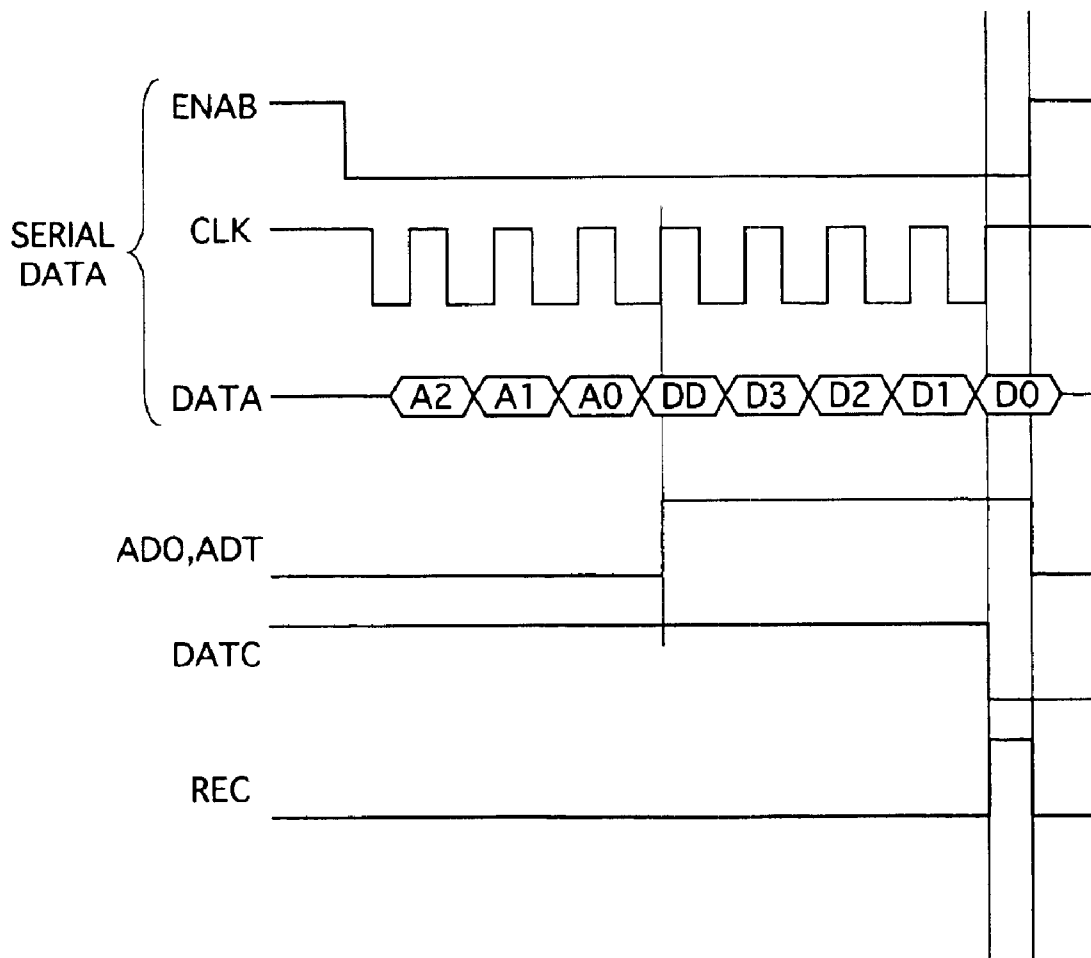 SERIAL
DATA
ENAB
CLK
DATA
A2 A1 A0 DD D3 D2 D1 D0
ADO,ADT
DATC
REC